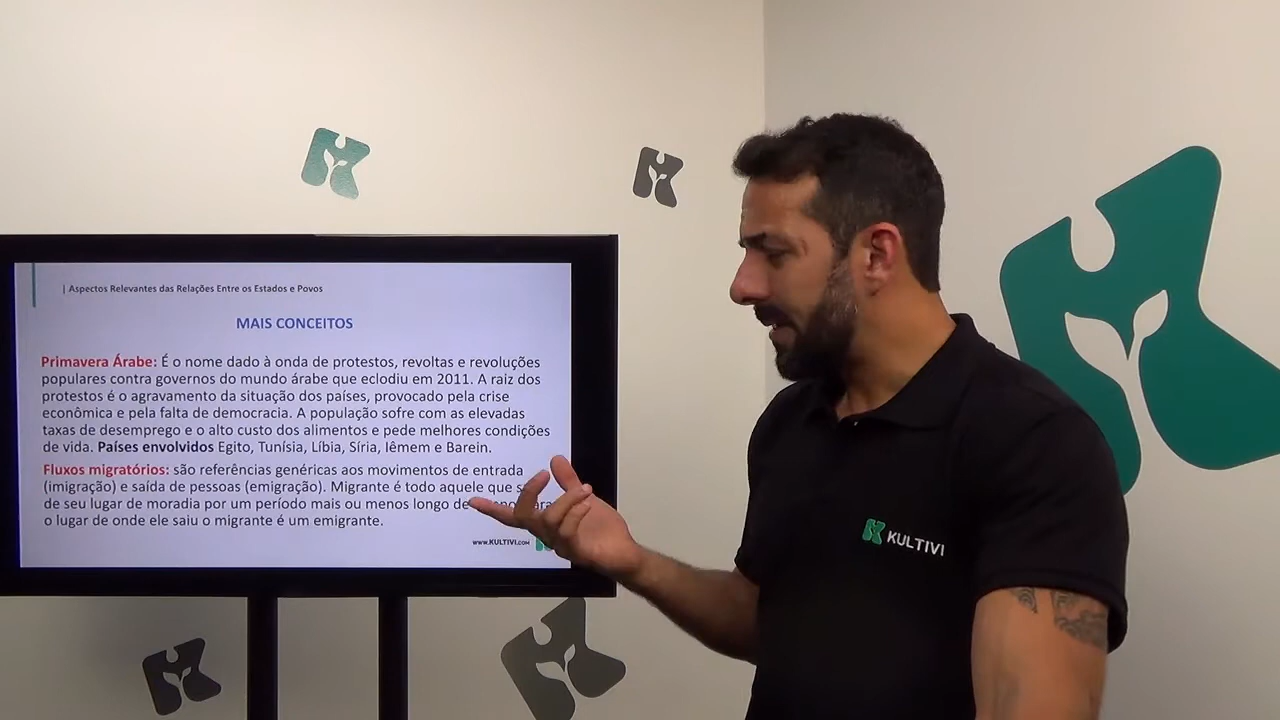 | Aspectos Relevantes das Relações Entre os Estados e Povos
MAIS CONCEITOS
Primavera Árabe: É o nome dado à onda de protestos, revoltas e revoluções
populares contra governos do mundo árabe que eclodiu em 2011. A raiz dos
protestos é o agravamento da situação dos países, provocado pela crise
econômica e pela falta de democracia. A população sofre com as elevadas
taxas de desemprego e o alto custo dos alimentos e pede melhores condições
de vida. Países envolvidos Egito, Tunísia, Líbia, Síria, Iêmem e Barein.
Fluxos migratórios: são referências genéricas aos movimentos de entrada
(imigração) e saída de pessoas (emigração). Migrante é todo aquele que
de seu lugar de moradia por um período mais ou menos longo de
o lugar de onde ele saiu o migrante é um emigrante.
www.KULTIVI.com
KULTIVI